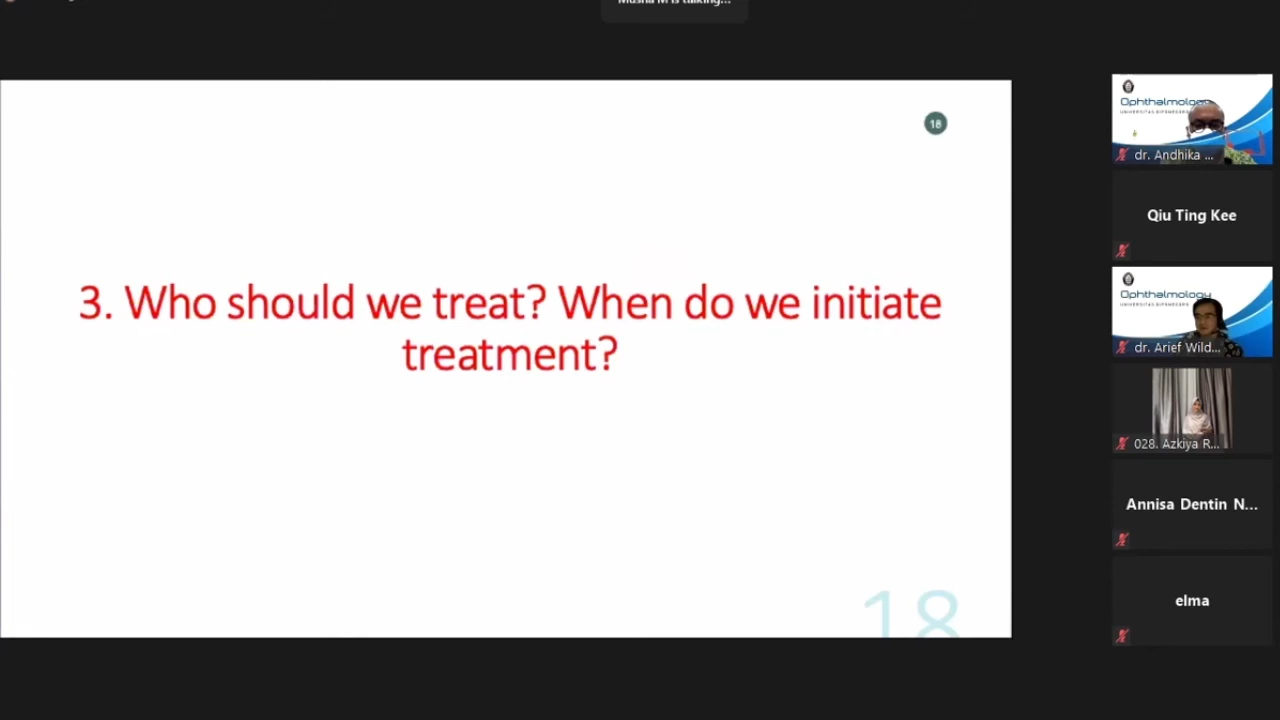 18
3. Who should we treat? When do we initiate
treatment?
18
Ophthalmology
dr. Andhika ...
Qiu Ting Kee
Ophthalmology
dr. Arief Wild...
028. Azkiya R...
Annisa Dentin N...
elma